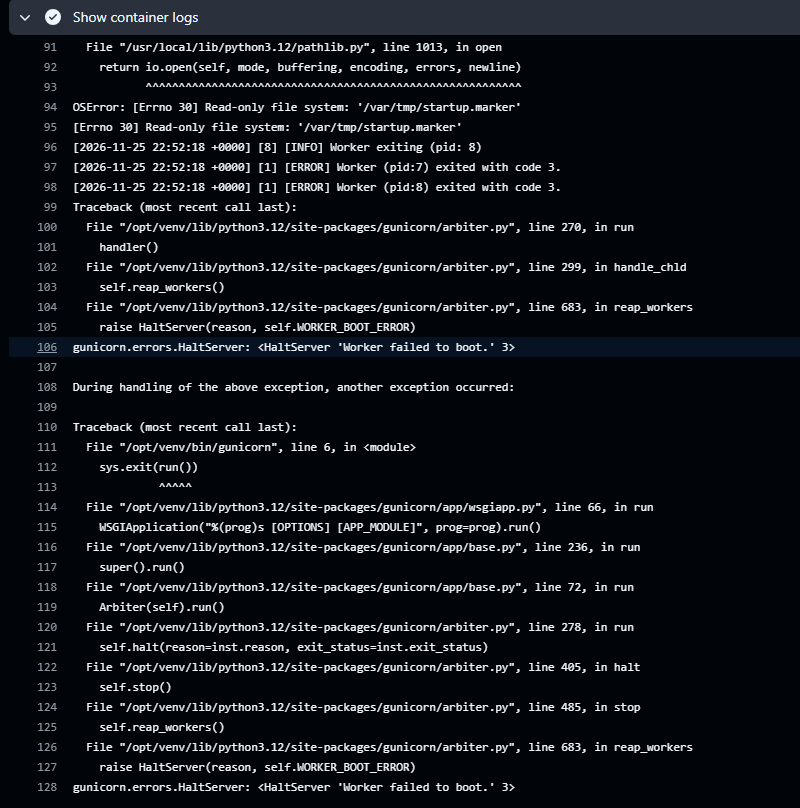 Show container logs
91 File "/usr/local/lib/python3.12/pathlib.py", line 1013, in open
92 return io.open(self, mode, buffering, encoding, errors, newline)
93 ^^^^^^^^^^^^^^^^^^^^^^^^^^^^^^^^^^^^^^^^^^^^^^^^^^^^^^^^^
94 OSError: [Errno 30] Read-only file system: '/var/tmp/startup.marker'
95 [Errno 30] Read-only file system: '/var/tmp/startup.marker'
96 [2026-11-25 22:52:18 +0000] [8] [INFO] Worker exiting (pid: 8)
97 [2026-11-25 22:52:18 +0000] [1] [ERROR] Worker (pid:7) exited with code 3.
98 [2026-11-25 22:52:18 +0000] [1] [ERROR] Worker (pid:8) exited with code 3.
99 Traceback (most recent call last):
100 File "/opt/venv/lib/python3.12/site-packages/gunicorn/arbiter.py", line 270, in run
101 handler()
102 File "/opt/venv/lib/python3.12/site-packages/gunicorn/arbiter.py", line 299, in handle_chld
103 self.reap_workers()
104 File "/opt/venv/lib/python3.12/site-packages/gunicorn/arbiter.py", line 683, in reap_workers
105 raise HaltServer(reason, self.WORKER_BOOT_ERROR)
106 gunicorn.errors.HaltServer: <HaltServer 'Worker failed to boot.' 3>
107
108 During handling of the above exception, another exception occurred:
109
110 Traceback (most recent call last):
111 File "/opt/venv/bin/gunicorn", line 6, in <module>
112 sys.exit(run())
113 ^^^^^
114 File "/opt/venv/lib/python3.12/site-packages/gunicorn/app/wsgiapp.py", line 66, in run
115 WSGIApplication("%(prog)s [OPTIONS] [APP_MODULE]", prog=prog).run()
116 File "/opt/venv/lib/python3.12/site-packages/gunicorn/app/base.py", line 236, in run
117 super().run()
118 File "/opt/venv/lib/python3.12/site-packages/gunicorn/app/base.py", line 72, in run
119 Arbiter(self).run()
120 File "/opt/venv/lib/python3.12/site-packages/gunicorn/arbiter.py", line 278, in run
121 self.halt(reason=inst.reason, exit_status=inst.exit_status)
122 File "/opt/venv/lib/python3.12/site-packages/gunicorn/arbiter.py", line 405, in halt
123 self.stop()
124 File "/opt/venv/lib/python3.12/site-packages/gunicorn/arbiter.py", line 485, in stop
125 self.reap_workers()
126 File "/opt/venv/lib/python3.12/site-packages/gunicorn/arbiter.py", line 683, in reap_workers
127 raise HaltServer(reason, self.WORKER_BOOT_ERROR)
128 gunicorn.errors.HaltServer: <HaltServer 'Worker failed to boot.' 3>